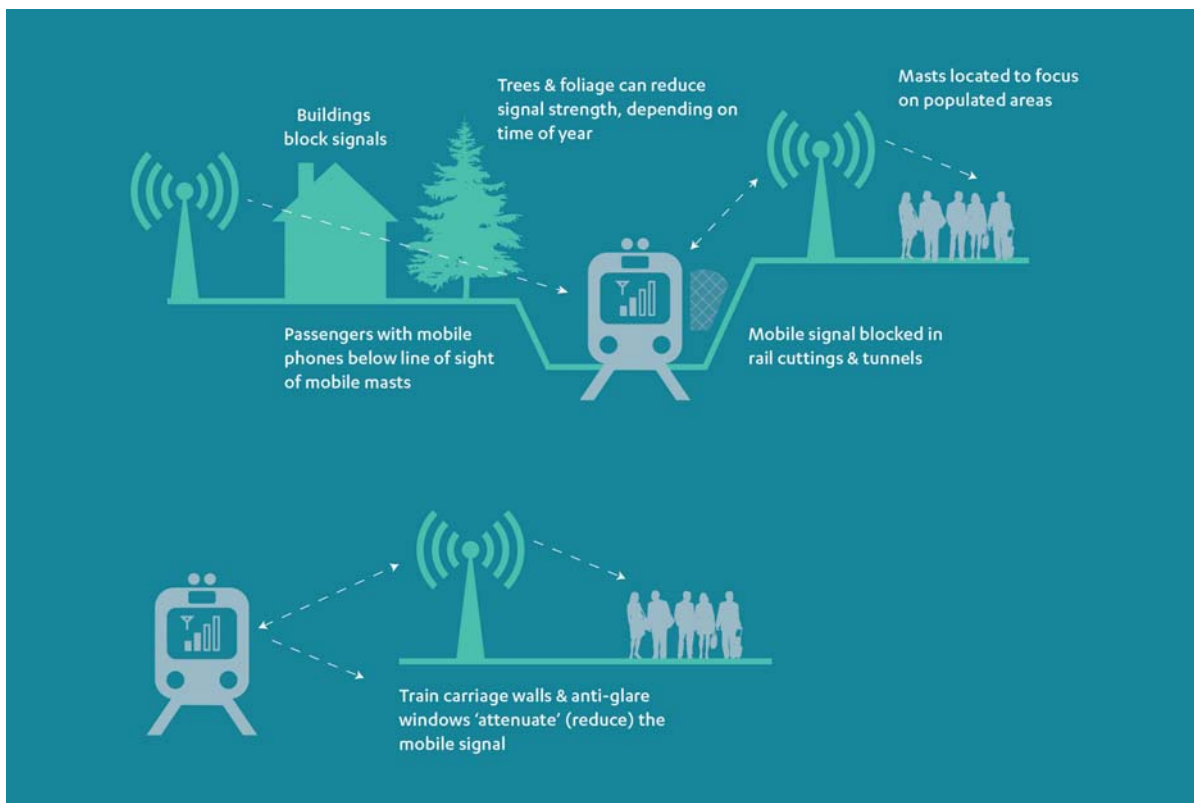 Buildings
block signals
Trees & foliage can reduce
signal strength, depending on
time of year
Masts located to focus
on populated areas
Passengers with mobile
phones below line of sight
of mobile masts
Mobile signal blocked in
rail cuttings & tunnels
Train carriage walls & anti-glare
windows ‘attenuate’ (reduce) the
mobile signal